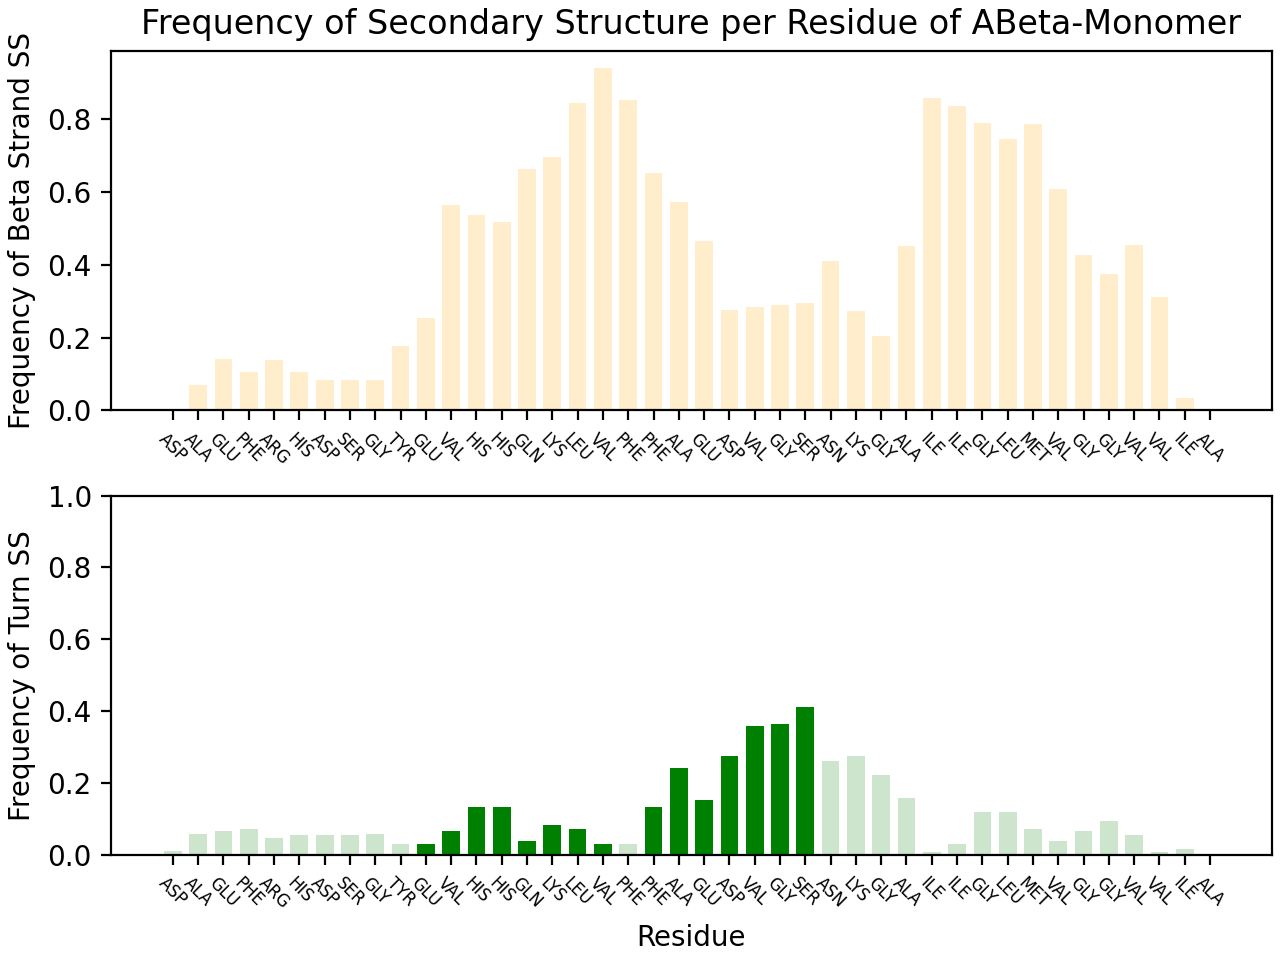 Frequency of Secondary Structure per Residue of ABeta-Monomer
Frequency of Beta Strand SS
0.8
0.6
0.4
0.2
0.0
ASP ALA GLU PHE ARG HIS ASP SER GLY TYR GLU VAL HIS HIS GLN LYS LEU VAL PHE PHE ALA GLU ASP VAL GLY SER ASN LYS GLY ALA ILE ILE GLY LEU MET VAL GLY GLY VAL VAL ILE ALA
Frequency of Turn SS
1.0
0.8
0.6
0.4
0.2
0.0
ASP ALA GLU PHE ARG HIS ASP SER GLY TYR GLU VAL HIS HIS GLN LYS LEU VAL PHE PHE ALA GLU ASP VAL GLY SER ASN LYS GLY ALA ILE ILE GLY LEU MET VAL GLY GLY VAL VAL ILE ALA
Residue